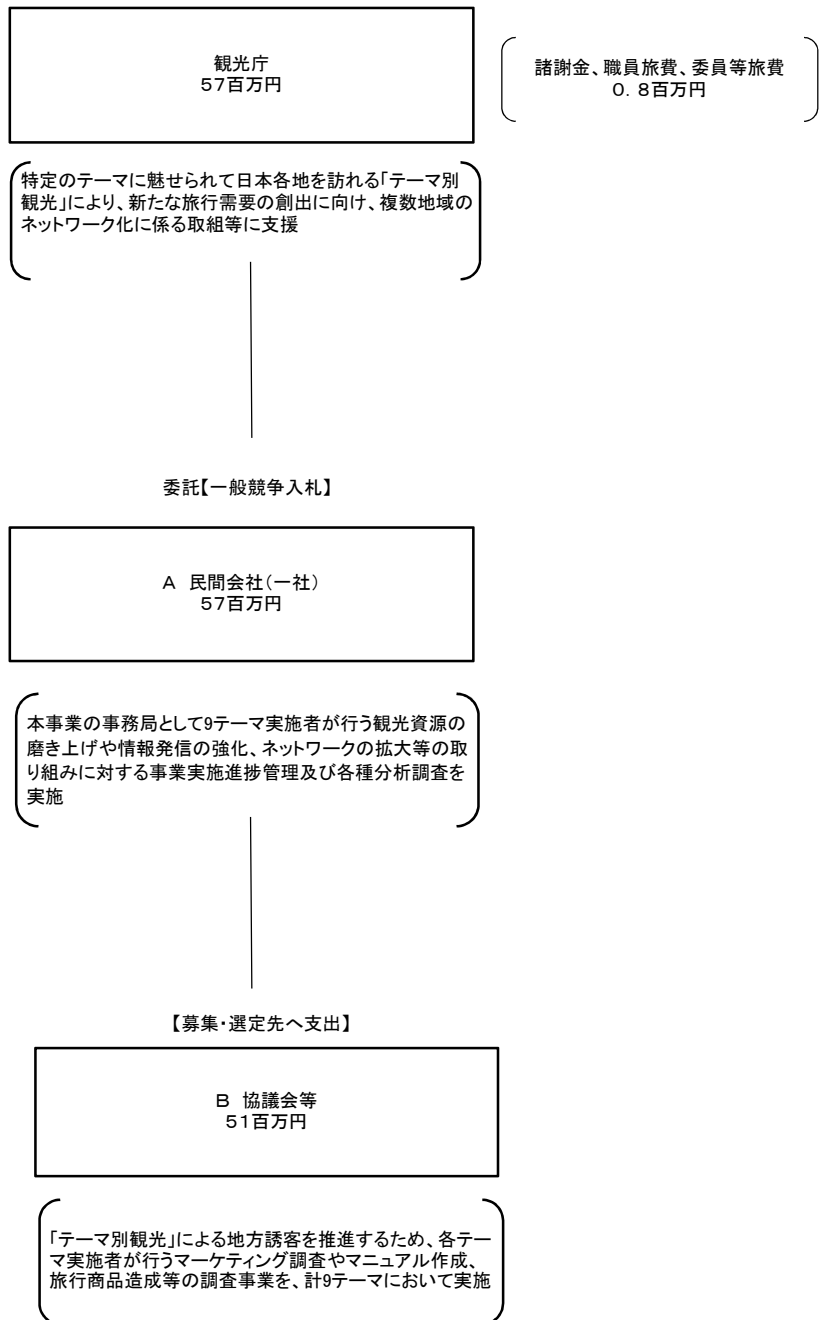 観光庁
57百万円
諸謝金、職員旅費、委員等旅費
0.8百万円
特定のテーマに魅せられて日本各地を訪れる「テーマ別
観光」により、新たな旅行需要の創出に向け、複数地域の
ネットワーク化に係る取組等に支援
委託【一般競争入札】
A 民間会社(一社)
57百万円
本事業の事務局として9テーマ実施者が行う観光資源の
磨き上げや情報発信の強化、ネットワークの拡大等の取
り組みに対する事業実施進捗管理及び各種分析調査を
実施
【募集・選定先へ支出】
B 協議会等
51百万円
「テーマ別観光」による地方誘客を推進するため、各テー
マ実施者が行うマーケティング調査やマニュアル作成、
旅行商品造成等の調査事業を、計9テーマにおいて実施